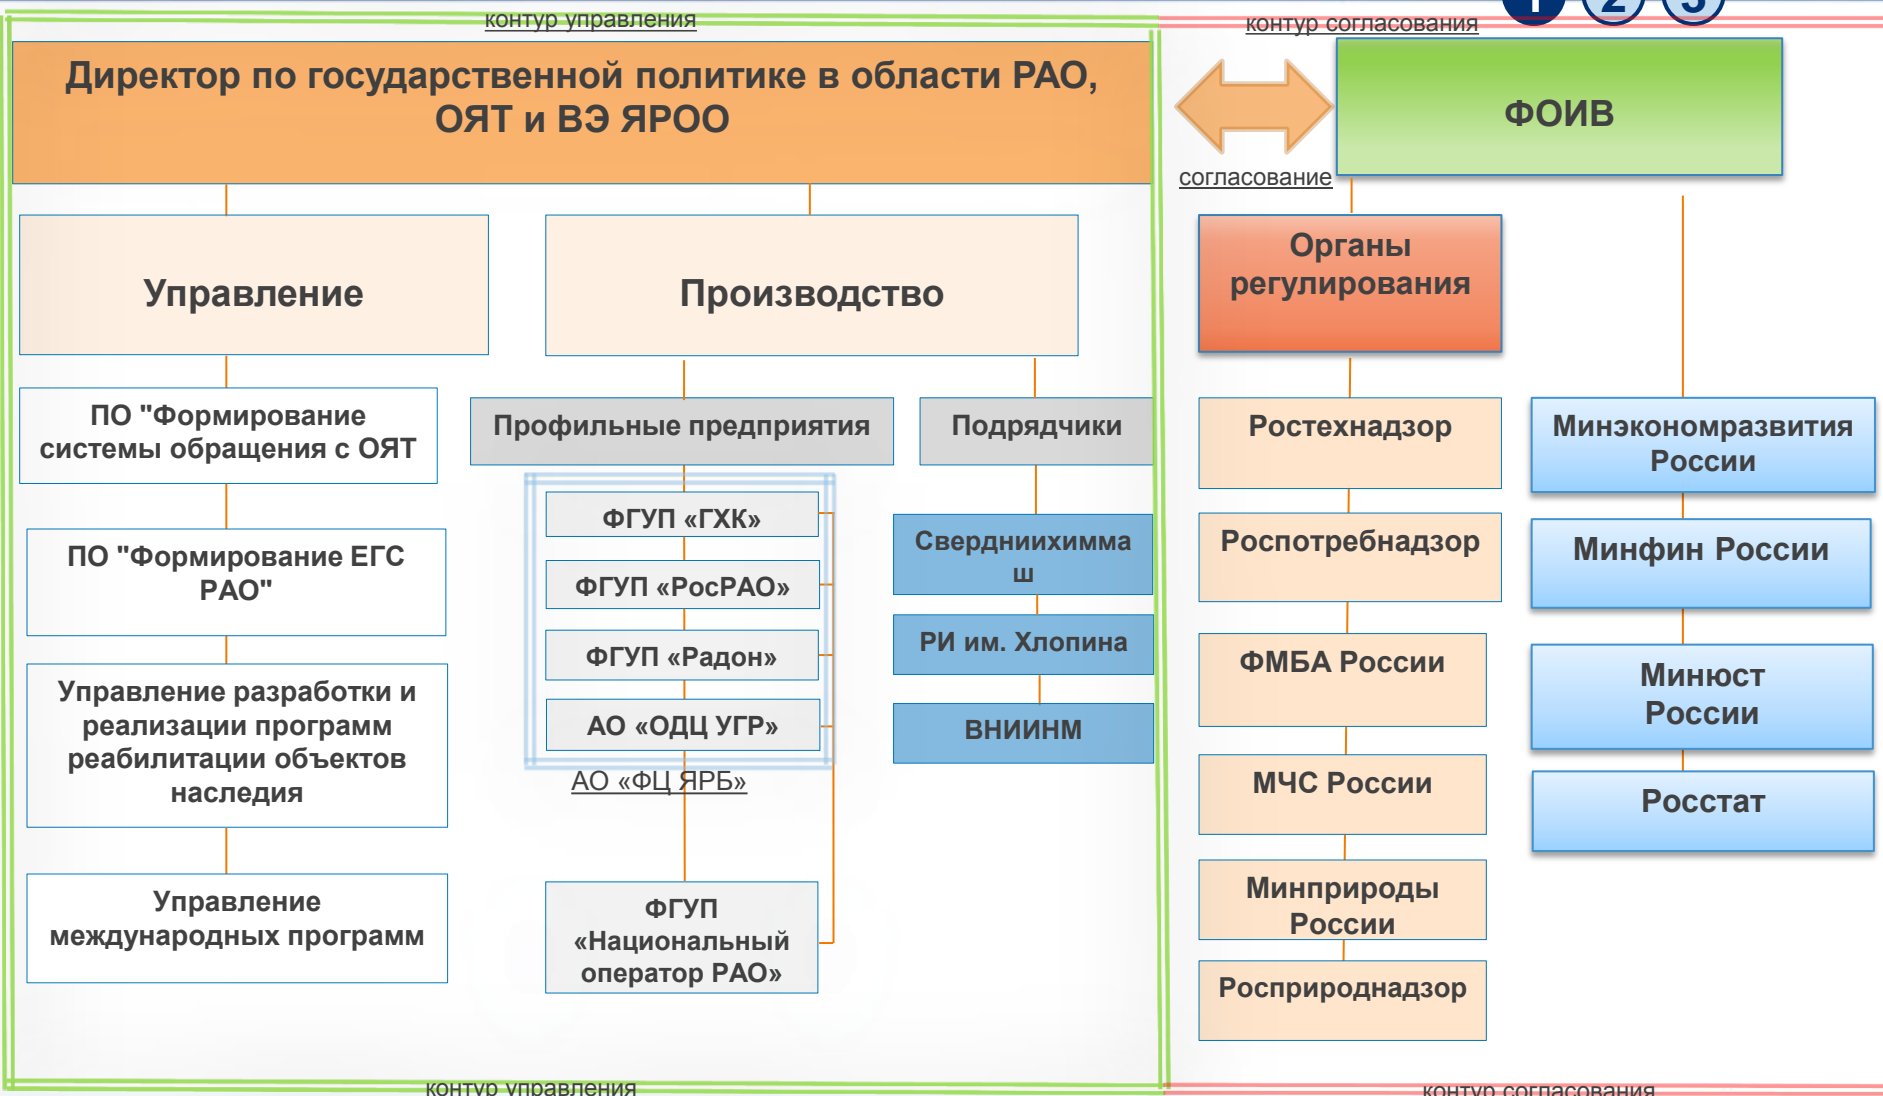 контур управления
контур согласования
1 2 3
Директор по государственной политике в области РАО,
ОЯТ и ВЭ ЯРОО
ФОИВ
согласование
Управление
Производство
Органы
регулирования
ПО "Формирование
системы обращения с ОЯТ
ПО "Формирование ЕГС
РАО"
Управление разработки и
реализации программ
реабилитации объектов
наследия
Управление
международных программ
Профильные предприятия
ФГУП «ГХК»
ФГУП «РосРАО»
ФГУП «Радон»
АО «ОДЦ УГР»
АО «ФЦ ЯРБ»
ФГУП
«Национальный
оператор РАО»
Подрядчики
Свердниихимма
ш
РИ им. Хлопина
ВНИИНМ
Ростехнадзор
Роспотребнадзор
ФМБА России
МЧС России
Минприроды
России
Росприроднадзор
Минэкономразвития
России
Минфин России
Минюст
России
Росстат
контур управления
контур согласования